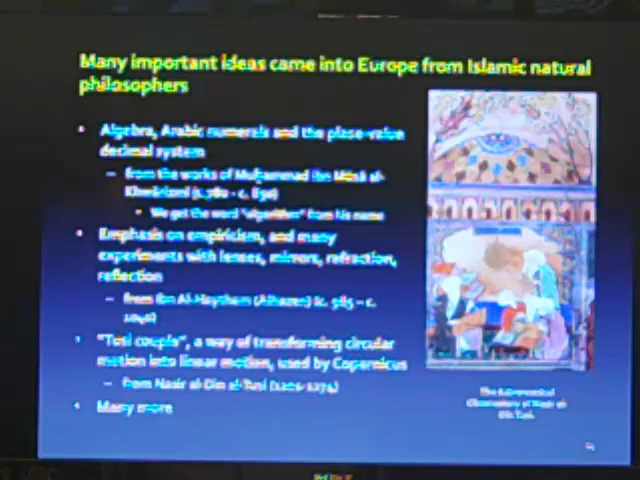 Many important ideas came into Europe from Islamic natural
philosophers
• Algebra, Arabic numerals and the place-value
decimal system
– from the works of Muhammad ibn Musa al-
Khwarizmi (c. 780 - c. 850)
• We get the word "algorithm" from his name
• Emphasis on empiricism, and many
experiments with lenses, mirrors, refraction,
reflection
– from Ibn Al-Haytham (Alhazen) (c. 965 – c.
• "Tusi couple", a way of transforming circular
motion into linear motion, used by Copernicus
– from Nasir al-Din al-Tusi (1201-1274)
• Many more
The Astronomical
Observatory of Nasir al-
Din Tusi.